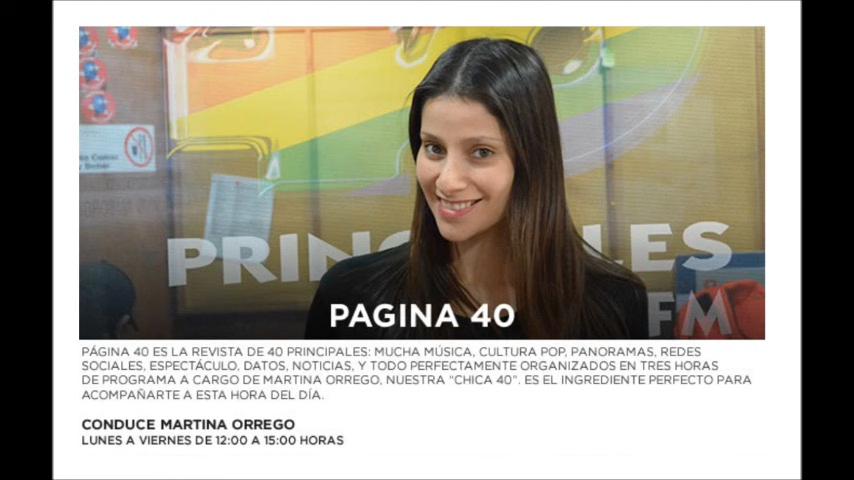 PRINCIPALES
FM
PAGINA 40
PÁGINA 40 ES LA REVISTA DE 40 PRINCIPALES: MUCHA MÚSICA, CULTURA POP, PANORAMAS, REDES
SOCIALES, ESPECTÁCULO, DATOS, NOTICIAS, Y TODO PERFECTAMENTE ORGANIZADOS EN TRES HORAS
DE PROGRAMA A CARGO DE MARTINA ORREGO, NUESTRA "CHICA 40". ES EL INGREDIENTE PERFECTO PARA
ACOMPAÑARTE A ESTA HORA DEL DÍA.
CONDUCE MARTINA ORREGO
LUNES A VIERNES DE 12:00 A 15:00 HORAS